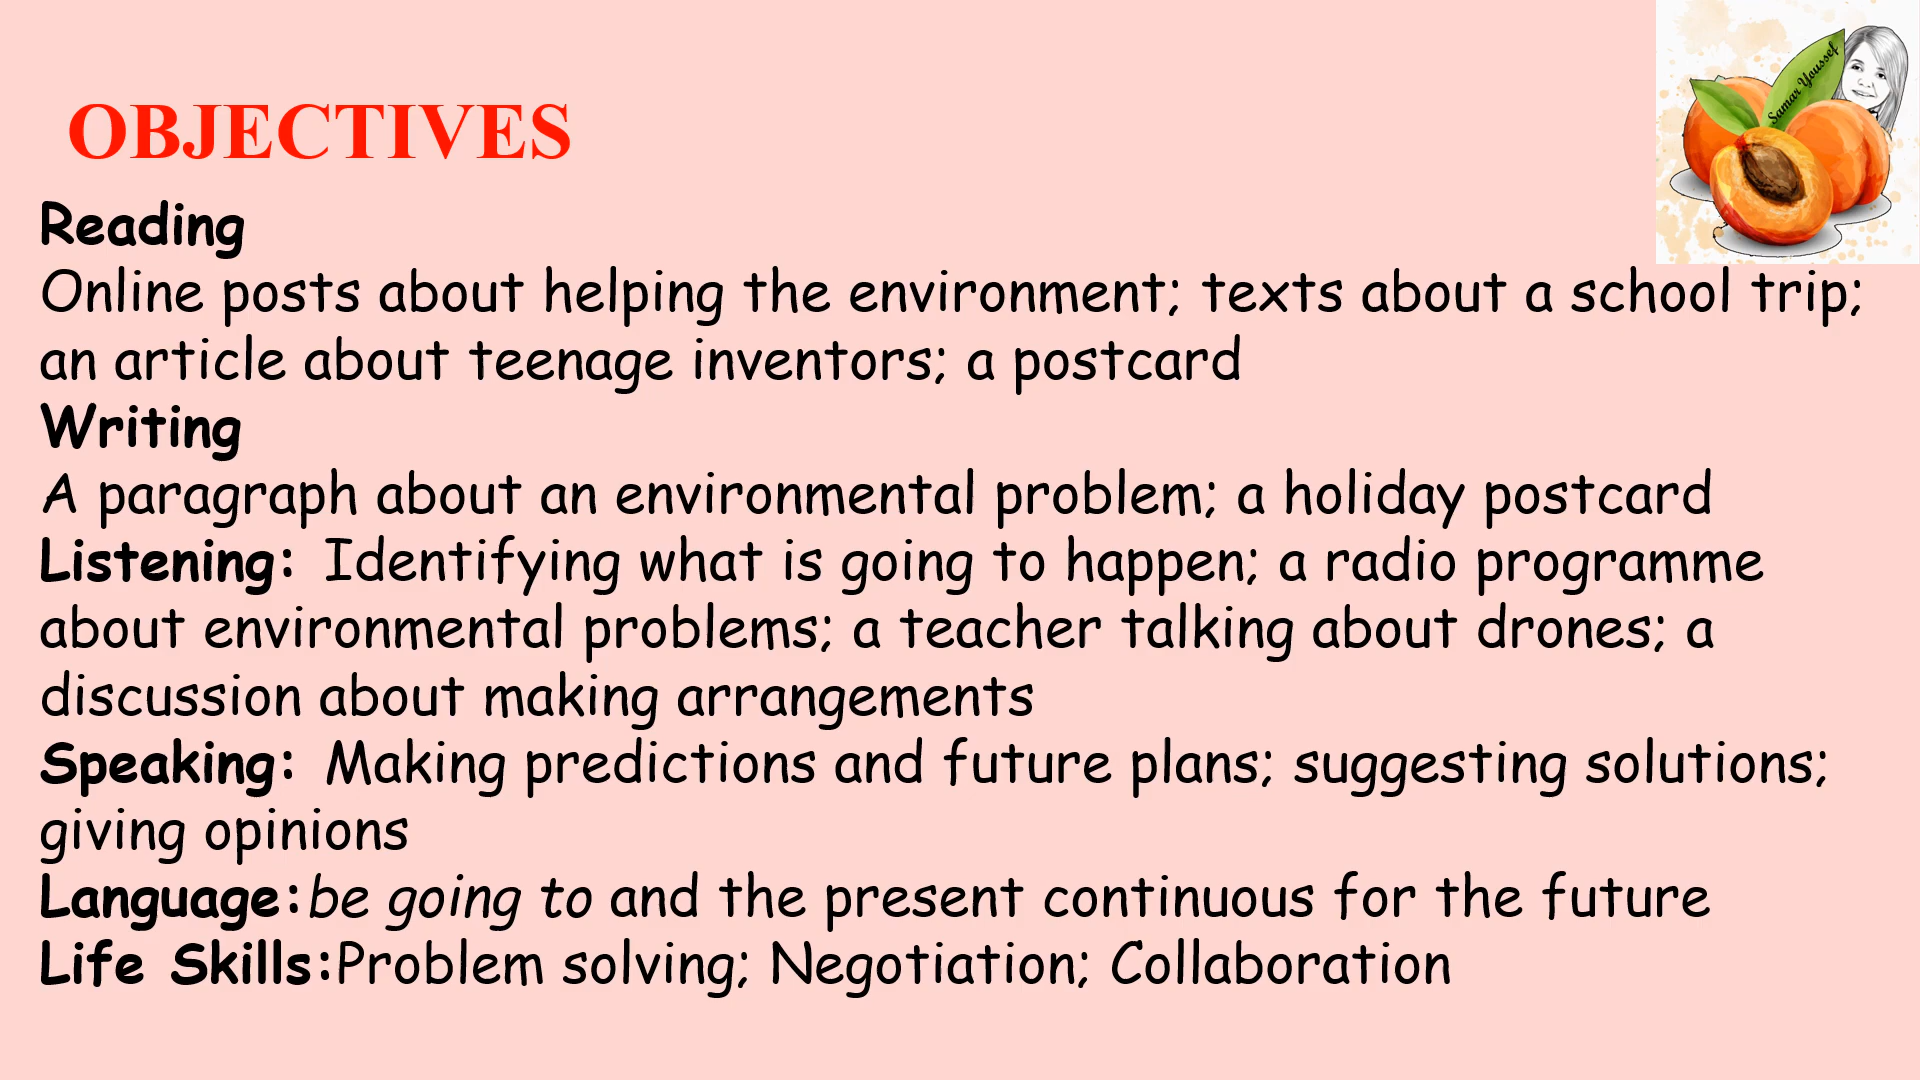 Samar Youssef
OBJECTIVES
Reading
Online posts about helping the environment; texts about a school trip;
an article about teenage inventors; a postcard
Writing
A paragraph about an environmental problem; a holiday postcard
Listening: Identifying what is going to happen; a radio programme
about environmental problems; a teacher talking about drones; a
discussion about making arrangements
Speaking: Making predictions and future plans; suggesting solutions;
giving opinions
Language:be going to and the present continuous for the future
Life Skills:Problem solving; Negotiation; Collaboration